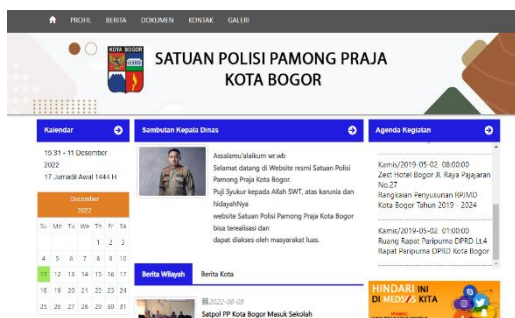 PROFIL BERITA DOKUMEN KONTAK GALERI
KOTA BOGOR
SATUAN POLISI PAMONG PRAJA
KOTA BOGOR
Kalendar
15:31 - 11 Desember
2022
17 Jumadil Awal 1444 H
December
2022
Su Mn Tu We Th Fr Sa
1 2 3
4 5 6 7 8 9 10
11 12 13 14 15 16 17
18 19 20 21 22 23 24
25 26 27 28 29 30 31
Sambutan Kepala Dinas
Assalamu'alaikum wr.wb
Selamat datang di Website resmi Satuan Polisi
Pamong Praja Kota Bogor.
Puji Syukur kepada Allah SWT, atas karunia dan
hidayahNya
website Satuan Polisi Pamong Praja Kota Bogor
bisa terealisasi dan
dapat diakses oleh masyarakat luas.
Berita Wilayah Berita Kota
2022-08-09
Satpol PP Kota Bogor Masuk Sekolah
Agenda Kegiatan
Kamis/2019-05-02 08:00:00
Zest Hotel Bogor Jl. Raya Pajajaran
No.27
Rangkaian Penyusunan RPJMD
Kota Bogor Tahun 2019 - 2024
Kamis/2019-05-02 01:00:00
Ruang Rapat Paripurna DPRD Lt.4
Rapat Paripurna DPRD Kota Bogor
HINDARI INI
DI MEDSOS KITA